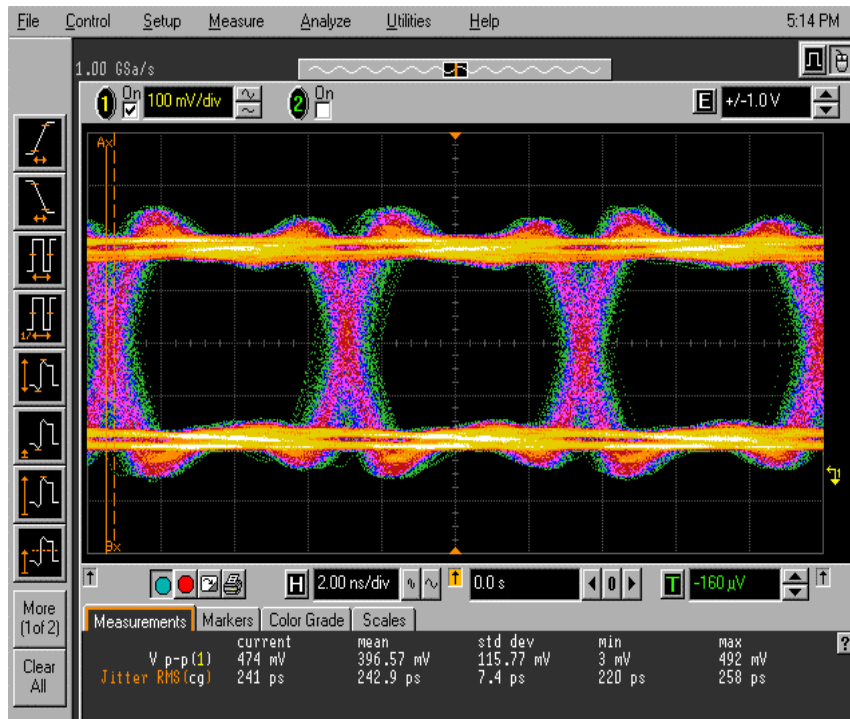 File Control Setup Measure Analyze Utilities Help 5:14 PM
1.00 GSa/s
1 On 100 mV/div 2 On E +/-1.0 V
Ax
Bx
1
1/
H 2.00 ns/div T 0.0 s 0 T -160 µV
More
(1of 2)
Clear
All
Measurements Markers Color Grade Scales
current mean std dev min max ?
V p-p(1) 474 mV 396.57 mV 115.77 mV 3 mV 492 mV
Jitter RMS(cg) 241 ps 242.9 ps 7.4 ps 220 ps 258 ps